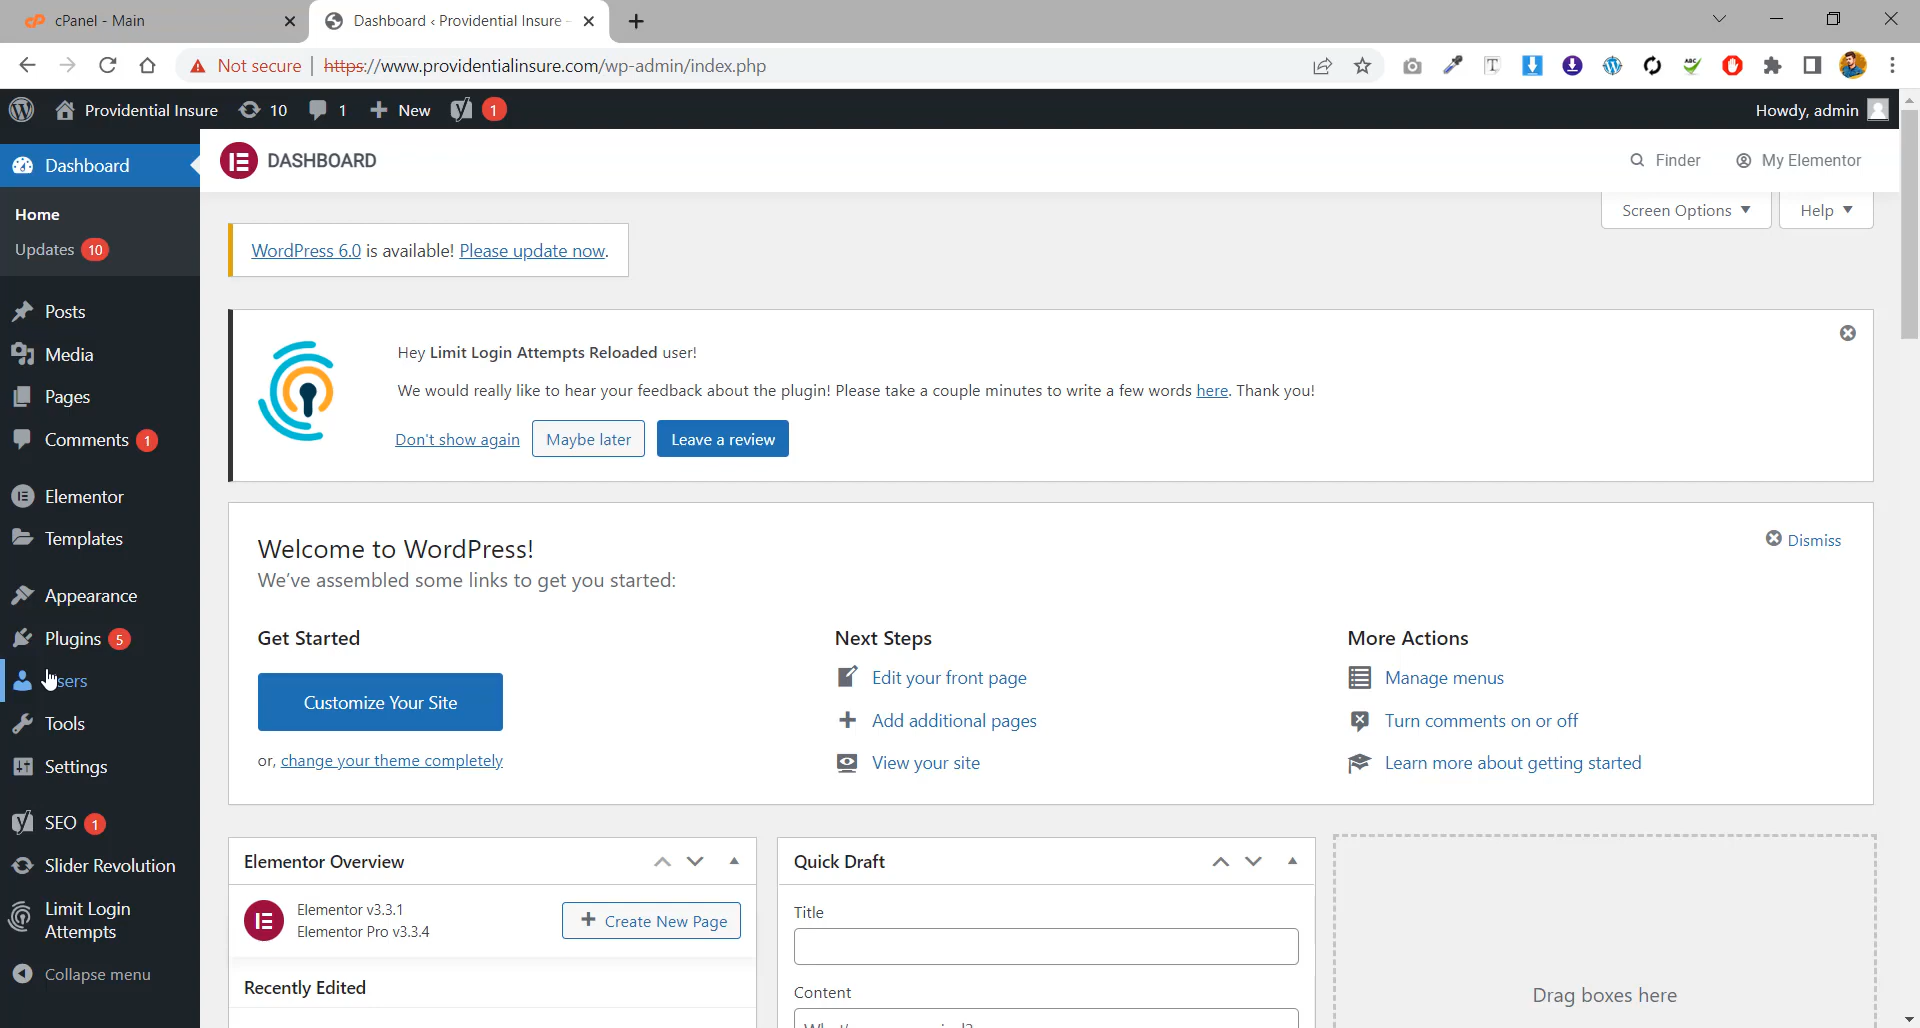 cPanel - Main
Dashboard ‹ Providential Insure –
Not secure | https://www.providentialinsure.com/wp-admin/index.php
Providential Insure 10 1 New 1
Howdy, admin
Dashboard
Home
Updates 10
Posts
Media
Pages
Comments 1
Elementor
Templates
Appearance
Plugins 5
sers
Tools
Settings
SEO 1
Slider Revolution
Limit Login
Attempts
Collapse menu
DASHBOARD
Finder
My Elementor
Screen Options
Help
WordPress 6.0 is available! Please update now.
Hey Limit Login Attempts Reloaded user!
We would really like to hear your feedback about the plugin! Please take a couple minutes to write a few words here. Thank you!
Don't show again
Maybe later
Leave a review
Welcome to WordPress!
Dismiss
We've assembled some links to get you started:
Get Started
Customize Your Site
or, change your theme completely
Next Steps
Edit your front page
Add additional pages
View your site
More Actions
Manage menus
Turn comments on or off
Learn more about getting started
Elementor Overview
Elementor v3.3.1
Elementor Pro v3.3.4
Create New Page
Recently Edited
Quick Draft
Title
Content
Drag boxes here